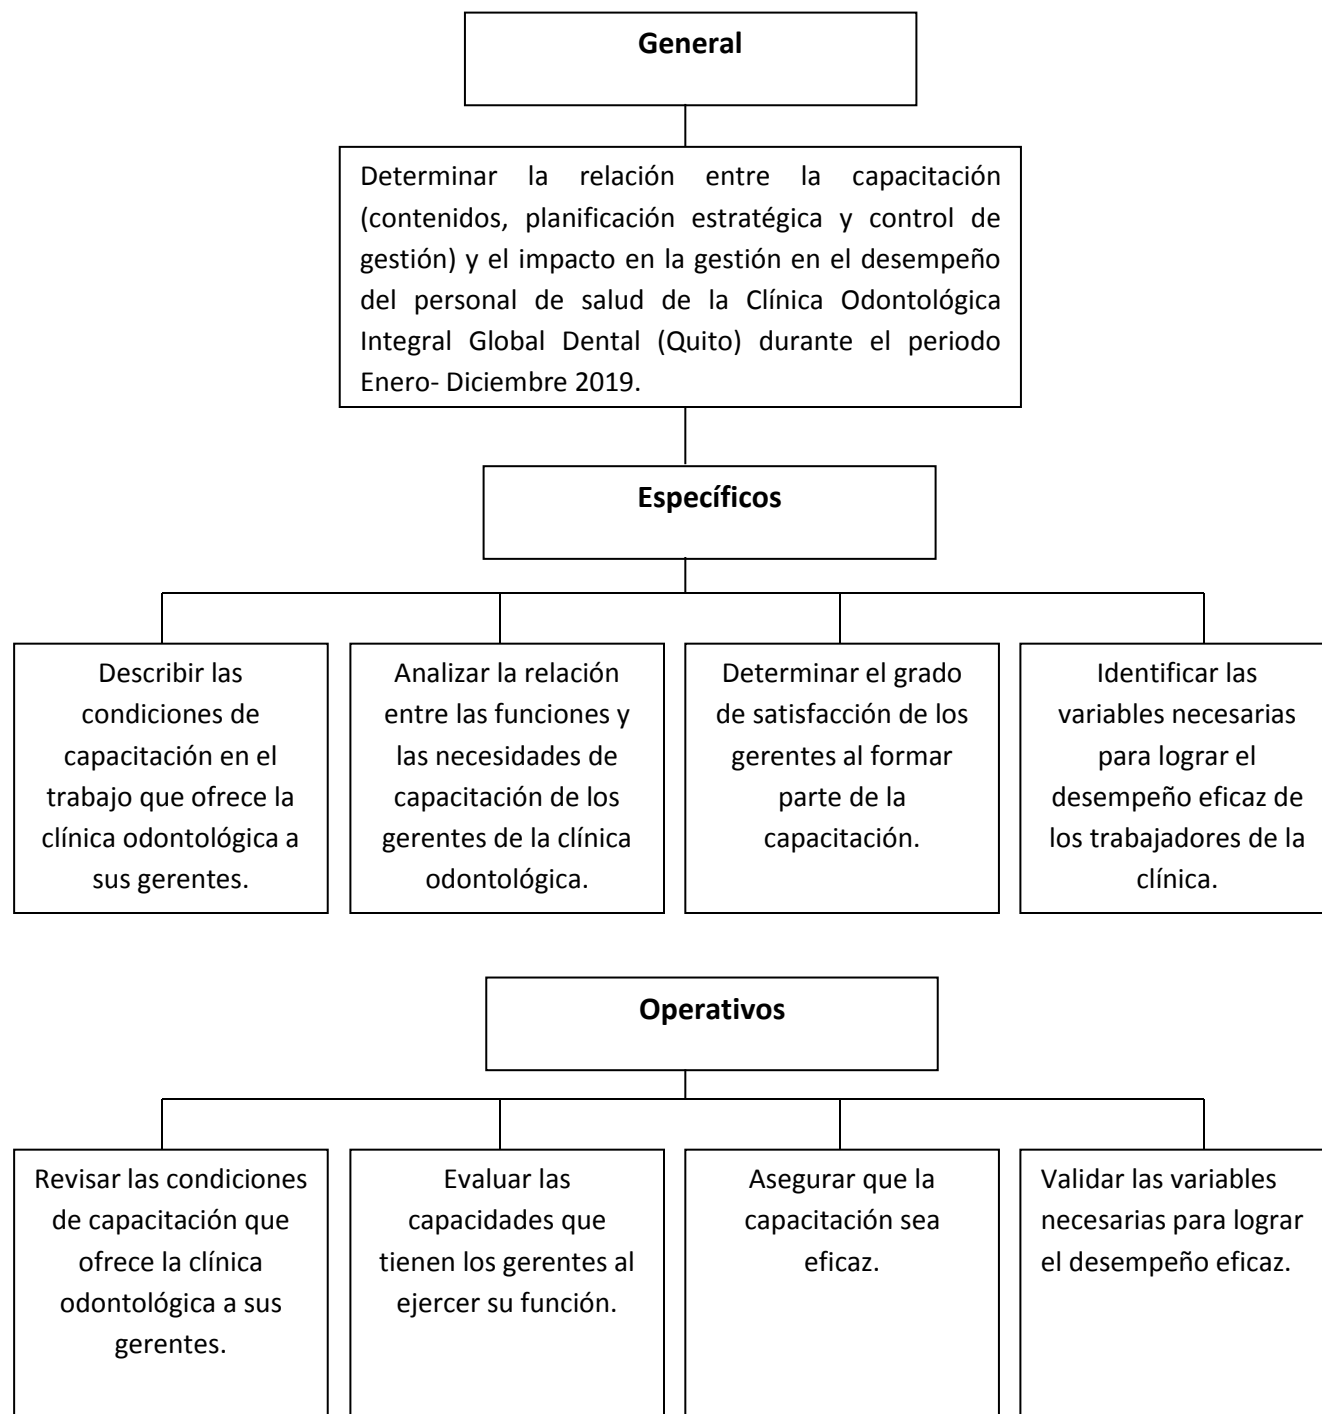 General
Determinar la relación entre la capacitación
(contenidos, planificación estratégica y control de
gestión) y el impacto en la gestión en el desempeño
del personal de salud de la Clínica Odontológica
Integral Global Dental (Quito) durante el periodo
Enero- Diciembre 2019.
Específicos
Describir las
condiciones de
capacitación en el
trabajo que ofrece la
clínica odontológica a
sus gerentes.
Analizar la relación
entre las funciones y
las necesidades de
capacitación de los
gerentes de la clínica
odontológica.
Determinar el grado
de satisfacción de los
gerentes al formar
parte de la
capacitación.
Identificar las
variables necesarias
para lograr el
desempeño eficaz de
los trabajadores de la
clínica.
Operativos
Revisar las condiciones
de capacitación que
ofrece la clínica
odontológica a sus
gerentes.
Evaluar las
capacidades que
tienen los gerentes al
ejercer su función.
Asegurar que la
capacitación sea
eficaz.
Validar las variables
necesarias para lograr
el desempeño eficaz.